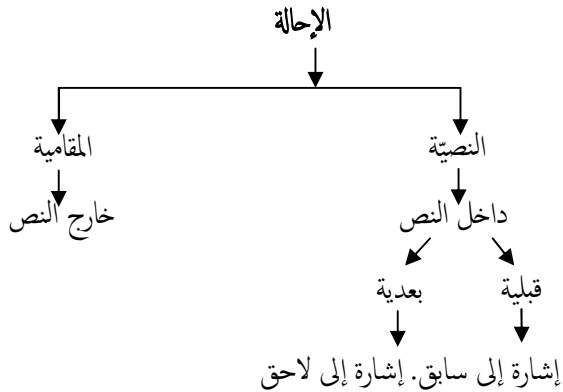 الإحالة
النصيّة المقامية
داخل النص خارج النص
قبلية بعدية
إشارة إلى سابق. إشارة إلى لاحق